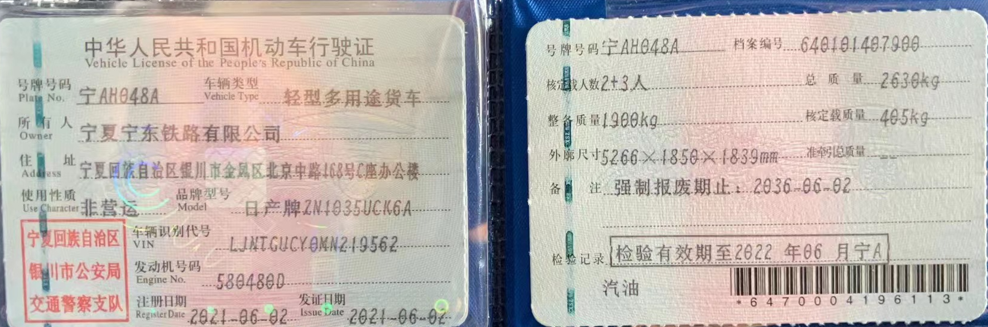 中华人民共和国机动车行驶证
Vehicle License of the People's Republic of China
号牌号码 宁AH048A 车辆类型 轻型多用途货车
Plate No. Vehicle Type
所有人 宁夏宁东铁路有限公司
Owner
住址 宁夏回族自治区银川市金凤区北京中路168号C座办公楼
Address
使用性质 非营运 品牌型号 日产牌ZN1035UCK6A
Use Character Model
宁夏回族自治区
银川市公安局
交通警察支队
车辆识别代号 LJNTGUCY0MN219562
VIN
发动机号码 580480D
Engine No.
注册日期 2021-06-02 发证日期 2021-06-02
Register Date Issue Date
号牌号码 宁AH048A 档案编号 640101407900
核定载人数 2+3人 总质量 2630kg
整备质量 1900kg 核定载质量 405kg
外廓尺寸 5266×1850×1839mm 准牵引总质量 --
备注 强制报废期止：2036-06-02
检验记录 检验有效期至2022年06月宁A
汽油
*6470004196113*